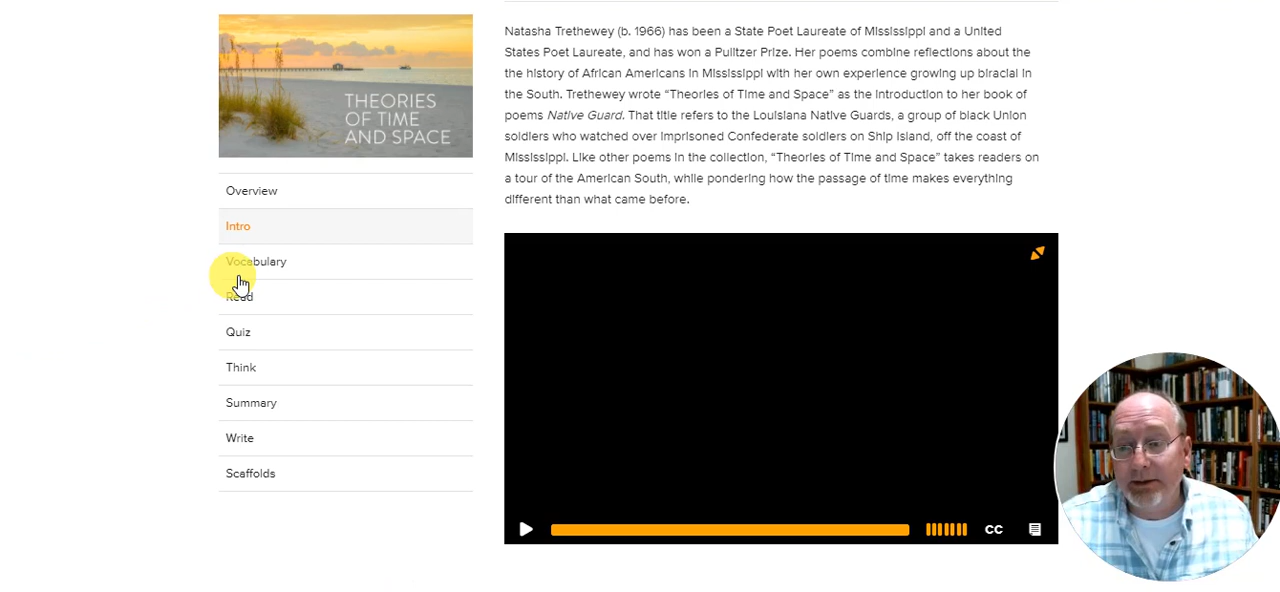 THEORIES
OF TIME
AND SPACE
Overview
Intro
Vocabulary
Read
Quiz
Think
Summary
Write
Scaffolds
Natasha Trethewey (b. 1966) has been a State Poet Laureate of Mississippi and a United
States Poet Laureate, and has won a Pulitzer Prize. Her poems combine reflections about the
the history of African Americans in Mississippi with her own experience growing up biracial in
the South. Trethewey wrote “Theories of Time and Space” as the introduction to her book of
poems Native Guard. That title refers to the Louisiana Native Guards, a group of black Union
soldiers who watched over imprisoned Confederate soldiers on Ship Island, off the coast of
Mississippi. Like other poems in the collection, “Theories of Time and Space” takes readers on
a tour of the American South, while pondering how the passage of time makes everything
different than what came before.
CC